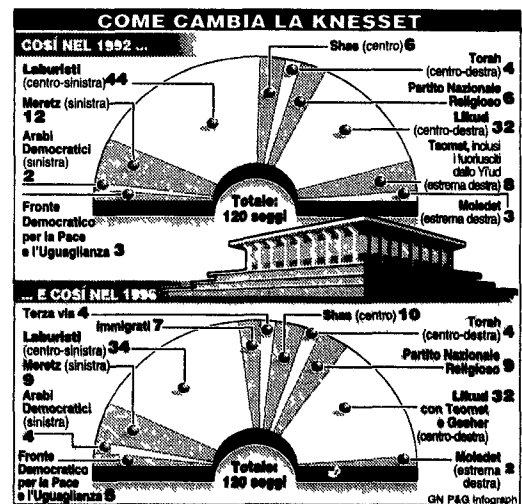 COME CAMBIA LA KNESSET
COSÌ NEL 1992 ...
Laburisti
(centro-sinistra) 44
Meretz (sinistra)
12
Arabi
Democratici
(sinistra)
2
Fronte
Democratico
per la Pace
e l'Uguaglianza 3
Shas (centro) 6
Torah 4
(centro-destra)
Partito Nazionale
Religioso 6
Likud
(centro-destra) 32
Tsomet, inclusi
i fuoriusciti
dallo Yi'ud
(estrema destra) 8
Moledet
(estrema destra) 3
Totale:
120 seggi
... E COSÌ NEL 1996
Terza via 4
Immigrati 7
Laburisti
(centro-sinistra) 34
Meretz (sinistra)
9
Arabi
Democratici
(sinistra)
4
Fronte
Democratico
per la Pace
e l'Uguaglianza 5
Shas (centro) 10
Torah 4
(centro-destra)
Partito Nazionale
Religioso 9
Likud 32
con Tsomet
e Gesher
(centro-destra)
Moledet
(estrema 2
destra)
Totale:
120 seggi
GN P&G Infograph